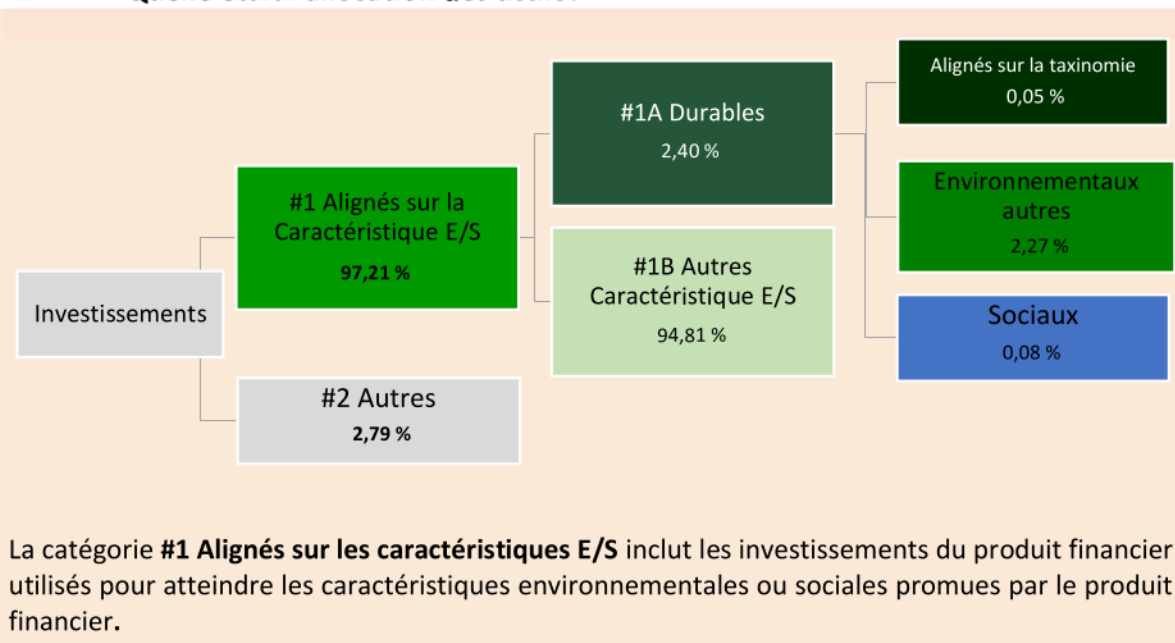 Alignés sur la taxinomie
0,05 %
#1A Durables
2,40 %
Environnementaux
autres
2,27 %
#1 Alignés sur la
Caractéristique E/S
97,21 %
#1B Autres
Caractéristique E/S
94,81 %
Sociaux
0,08 %
Investissements
#2 Autres
2,79 %
La catégorie #1 Alignés sur les caractéristiques E/S inclut les investissements du produit financier
utilisés pour atteindre les caractéristiques environnementales ou sociales promues par le produit
financier.